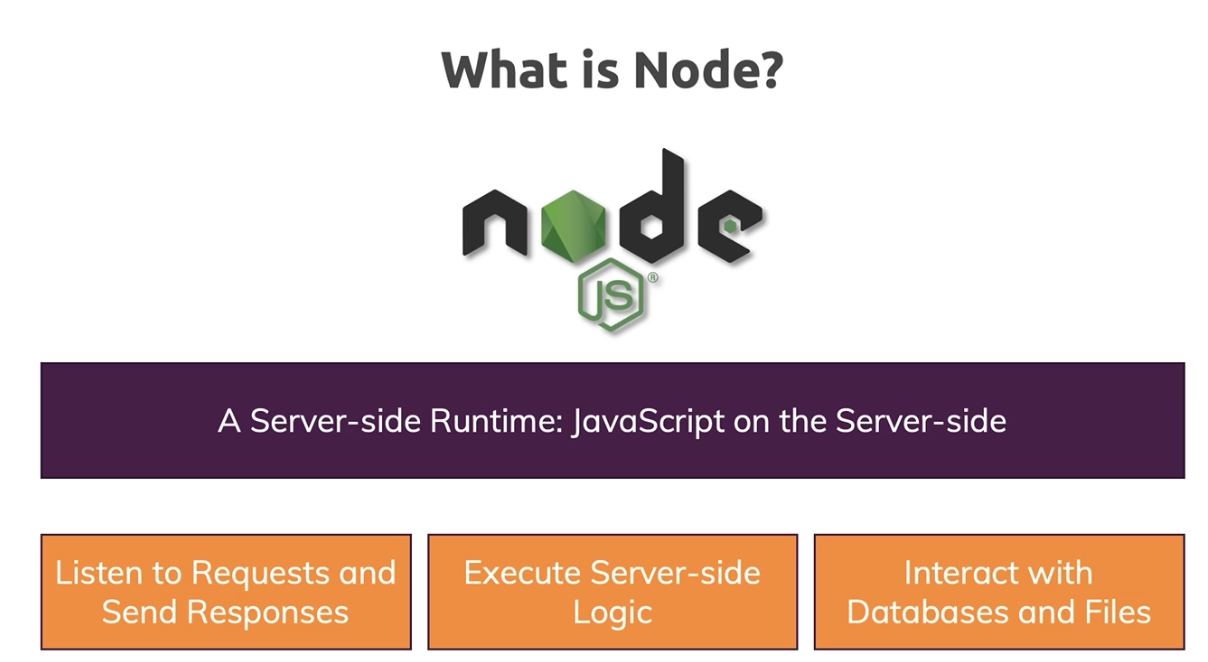 What is Node?
node
JS®
A Server-side Runtime: JavaScript on the Server-side
Listen to Requests and
Send Responses
Execute Server-side
Logic
Interact with
Databases and Files